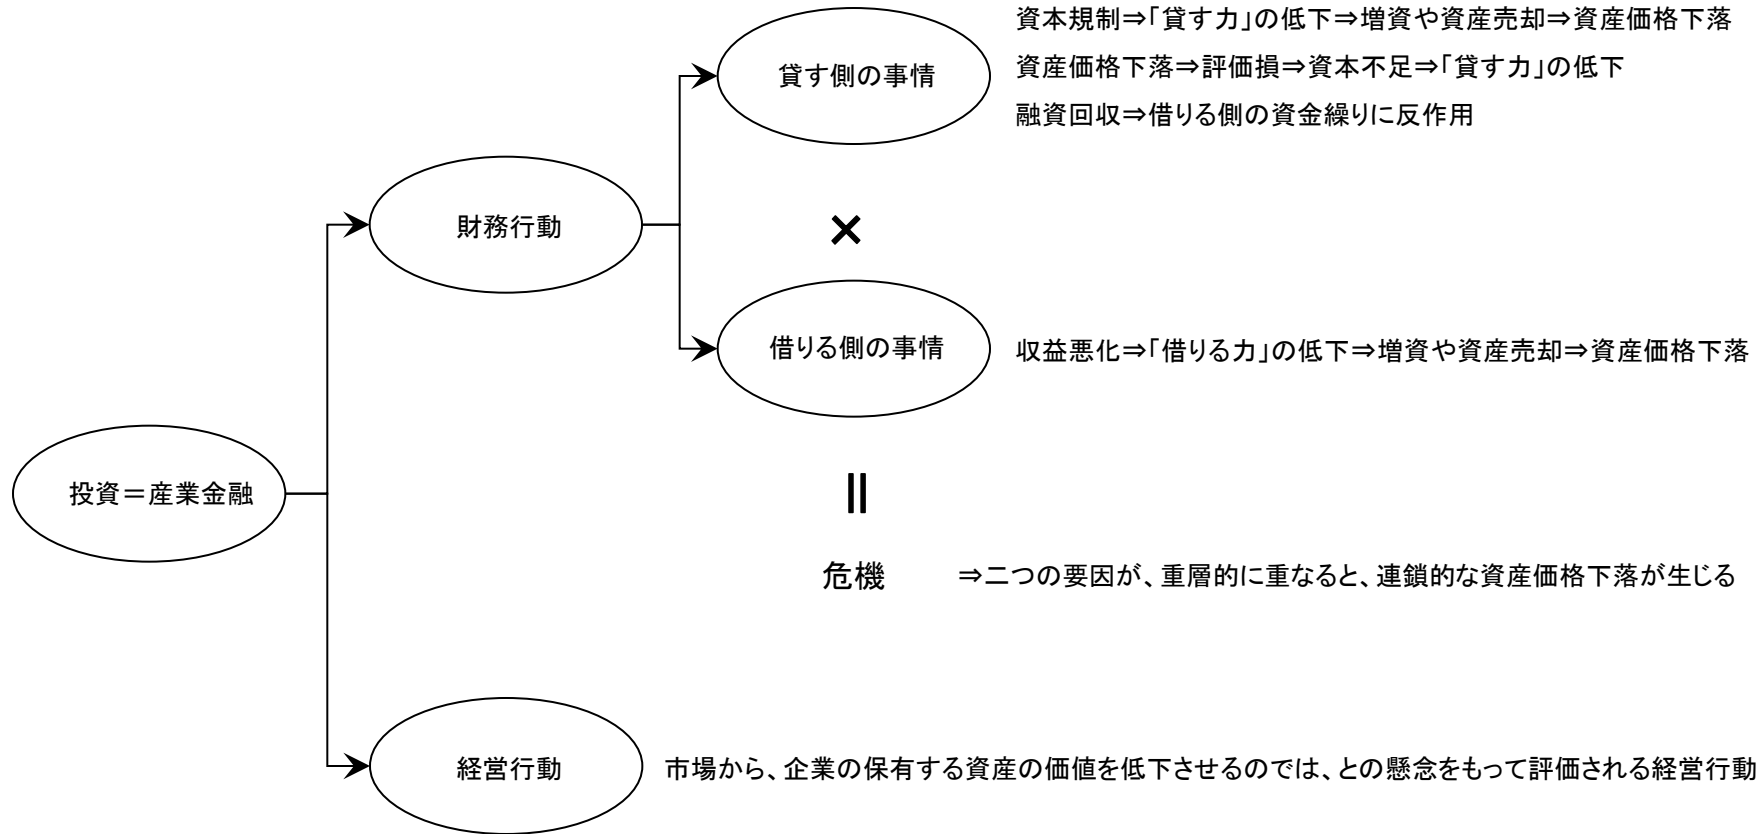 資本規制⇒「貸す力」の低下⇒増資や資産売却⇒資産価格下落
貸す側の事情
資産価格下落⇒評価損⇒資本不足⇒「貸す力」の低下
融資回収⇒借りる側の資金繰りに反作用
財務行動
×
借りる側の事情
収益悪化⇒「借りる力」の低下⇒増資や資産売却⇒資産価格下落
投資＝産業金融
||
危機
⇒二つの要因が、重層的に重なると、連鎖的な資産価格下落が生じる
経営行動
市場から、企業の保有する資産の価値を低下させるのでは、との懸念をもって評価される経営行動